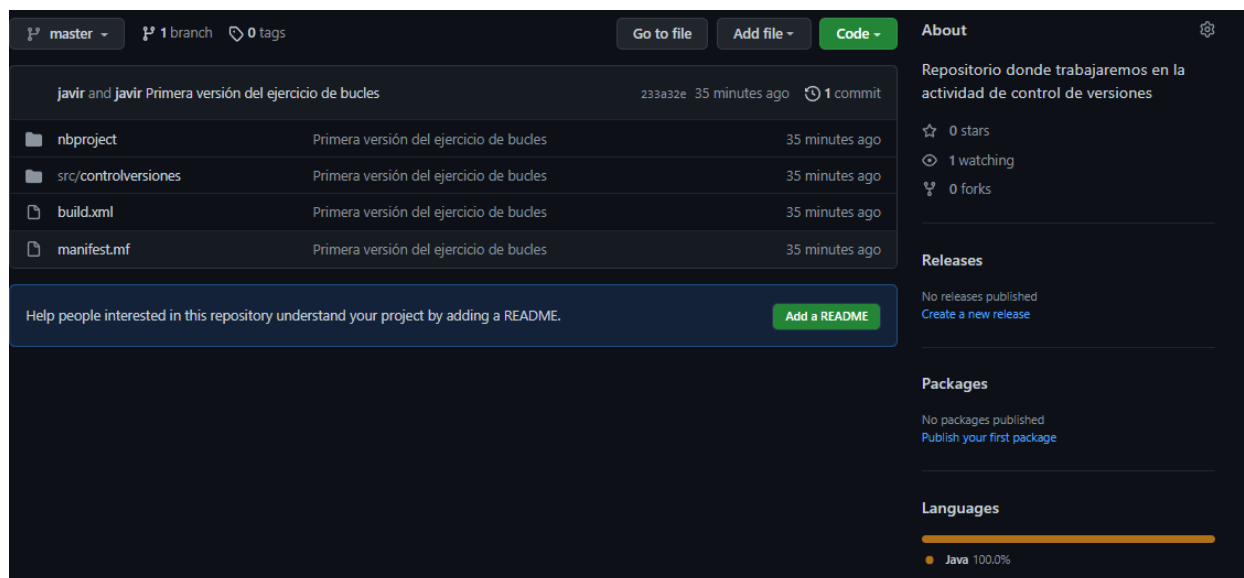 master 1 branch 0 tags Go to file Add file Code
javir and javir Primera versión del ejercicio de bucles 233a32e 35 minutes ago 1 commit
nbproject Primera versión del ejercicio de bucles 35 minutes ago
src/controlversiones Primera versión del ejercicio de bucles 35 minutes ago
build.xml Primera versión del ejercicio de bucles 35 minutes ago
manifest.mf Primera versión del ejercicio de bucles 35 minutes ago
Help people interested in this repository understand your project by adding a README. Add a README
About
Repositorio donde trabajaremos en la
actividad de control de versiones
0 stars
1 watching
0 forks
Releases
No releases published
Create a new release
Packages
No packages published
Publish your first package
Languages
Java 100.0%